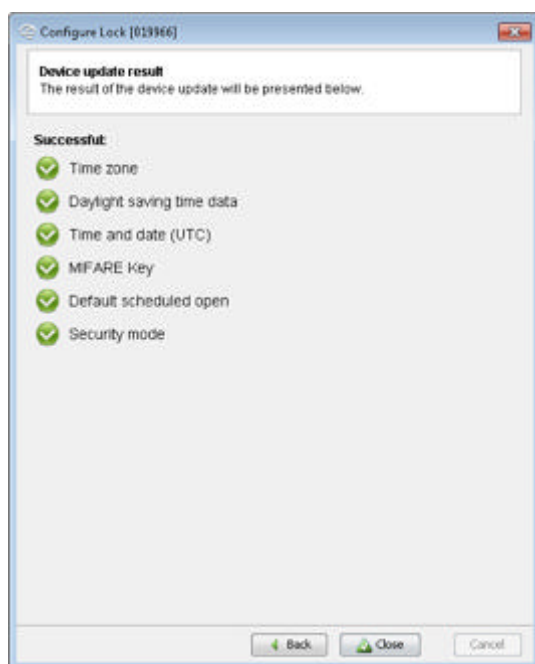 Configure Lock [019966]
Device update result
The result of the device update will be presented below.
Successful:
Time zone
Daylight saving time data
Time and date (UTC)
MIFARE Key
Default scheduled open
Security mode
Back
Close
Cancel